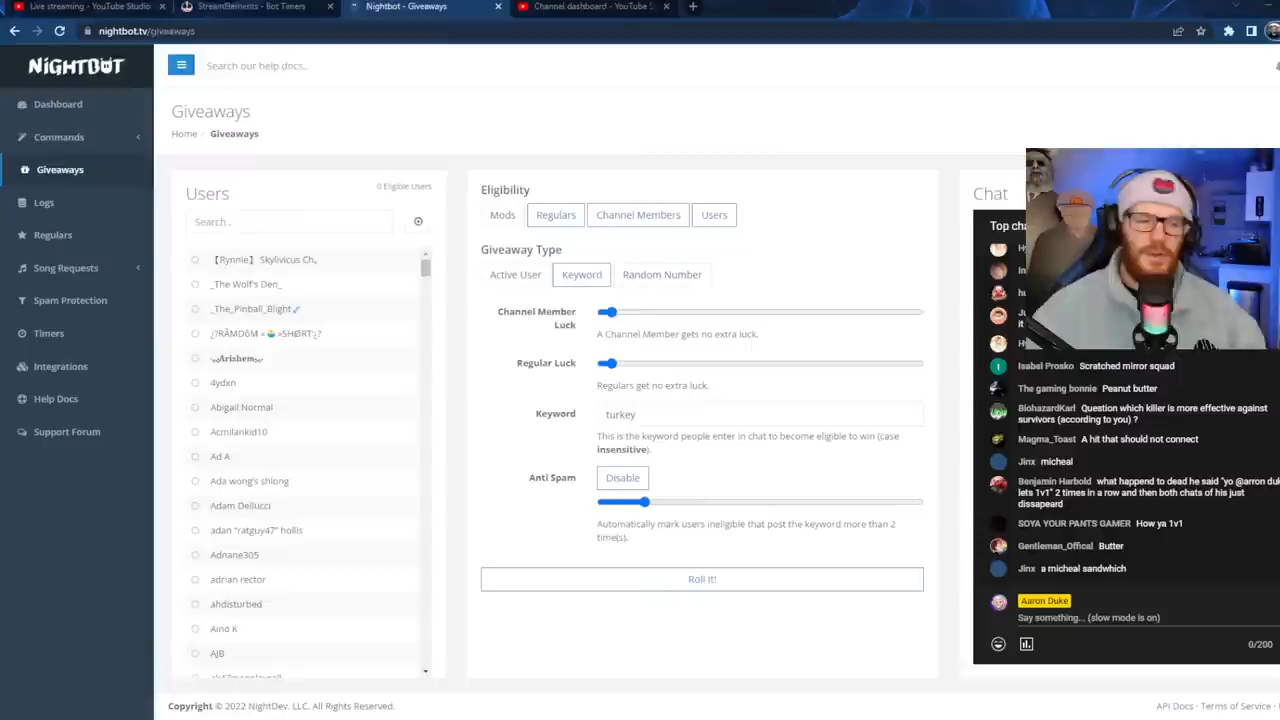 Live streaming - YouTube Studio
StreamElements - Bot Timers
Nightbot - Giveaways
Channel dashboard - YouTube S
nightbot.tv/giveaways
NIGHTBOT
Search our help docs..
Dashboard
Commands
Giveaways
Logs
Regulars
Song Requests
Spam Protection
Timers
Integrations
Help Docs
Support Forum
Giveaways
Home / Giveaways
Users
0 Eligible Users
Search..
【Rynnie】 Skylivicus Ch。
_The Wolf's Den_
_The_Pinball_Blight
4ydxn
Abigail Normal
Acmilankid10
Ad A
Ada wong's shlong
Adam Dellucci
adan "ratguy47" hollis
Adnane305
adrian rector
ahdisturbed
Aino K
AJB
Eligibility
Mods
Regulars
Channel Members
Users
Giveaway Type
Active User
Keyword
Random Number
Channel Member
Luck
A Channel Member gets no extra luck.
Regular Luck
Regulars get no extra luck.
Keyword
turkey
This is the keyword people enter in chat to become eligible to win (case
insensitive).
Anti Spam
Disable
Automatically mark users ineligible that post the keyword more than 2
time(s).
Roll It!
Chat
Top cha
Isabel Prosko Scratched mirror squad
The gaming bonnie Peanut butter
BiohazardKarl Question which killer is more effective against
survivors (according to you) ?
Magma_Toast A hit that should not connect
Jinx micheal
Benjamin Harbold what happend to dead he said "yo @arron duk
lets 1v1" 2 times in a row and then both chats of his just
dissapeard
SOYA YOUR PANTS GAMER How ya 1v1
Gentleman_Offical Butter
Jinx a micheal sandwhich
Aaron Duke
Say something... (slow mode is on)
0/200
Copyright © 2022 NightDev, LLC. All Rights Reserved.
API Docs · Terms of Service ·